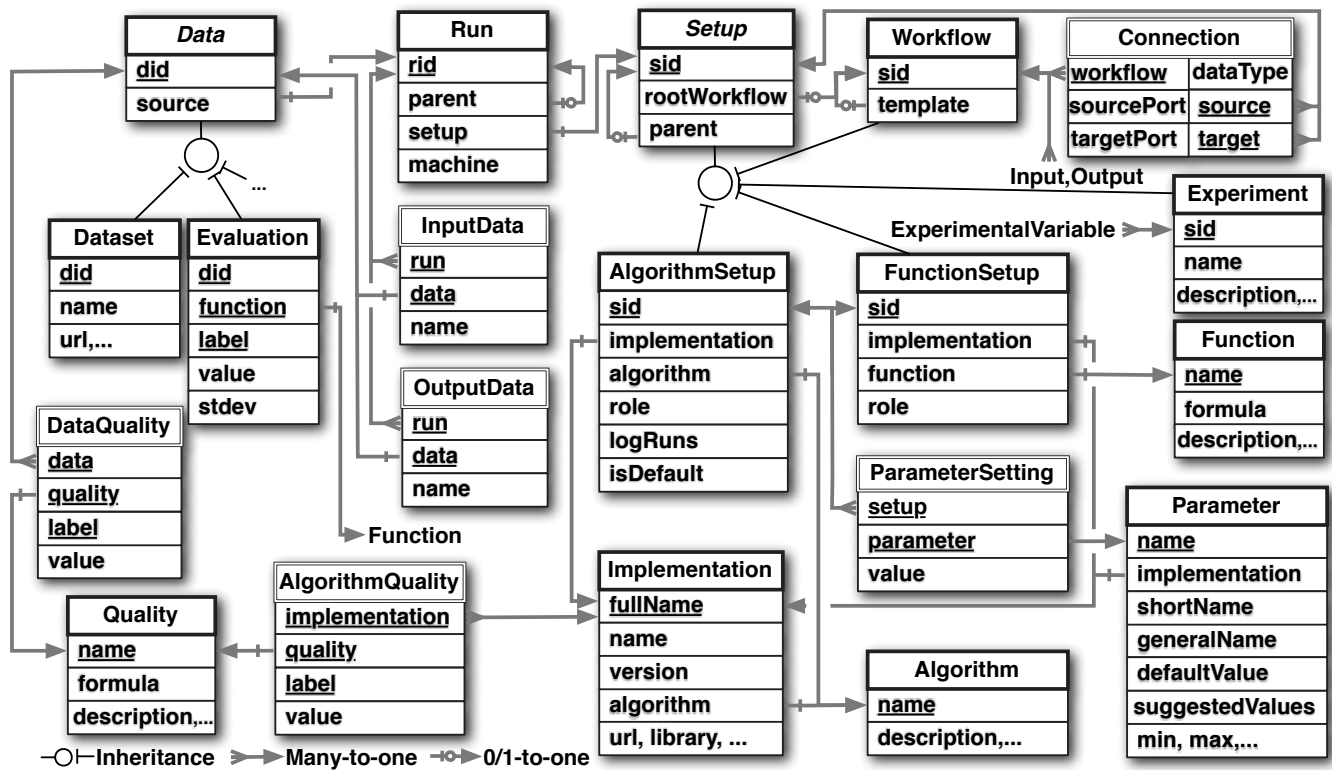 Data
did
source
...
Run
rid
parent
setup
machine
Setup
sid
rootWorkflow
parent
Workflow
sid
template
Connection
workflow dataType
sourcePort source
targetPort target
Input,Output
Experiment
sid
name
description,...
ExperimentalVariable
Dataset
did
name
url,...
Evaluation
did
function
label
value
stdev
InputData
run
data
name
OutputData
run
data
name
AlgorithmSetup
sid
implementation
algorithm
role
logRuns
isDefault
FunctionSetup
sid
implementation
function
role
Function
name
formula
description,...
DataQuality
data
quality
label
value
Function
ParameterSetting
setup
parameter
value
Parameter
name
implementation
shortName
generalName
defaultValue
suggestedValues
min, max,...
Quality
name
formula
description,...
AlgorithmQuality
implementation
quality
label
value
Implementation
fullName
name
version
algorithm
url, library, ...
Algorithm
name
description,...
Inheritance
Many-to-one
0/1-to-one